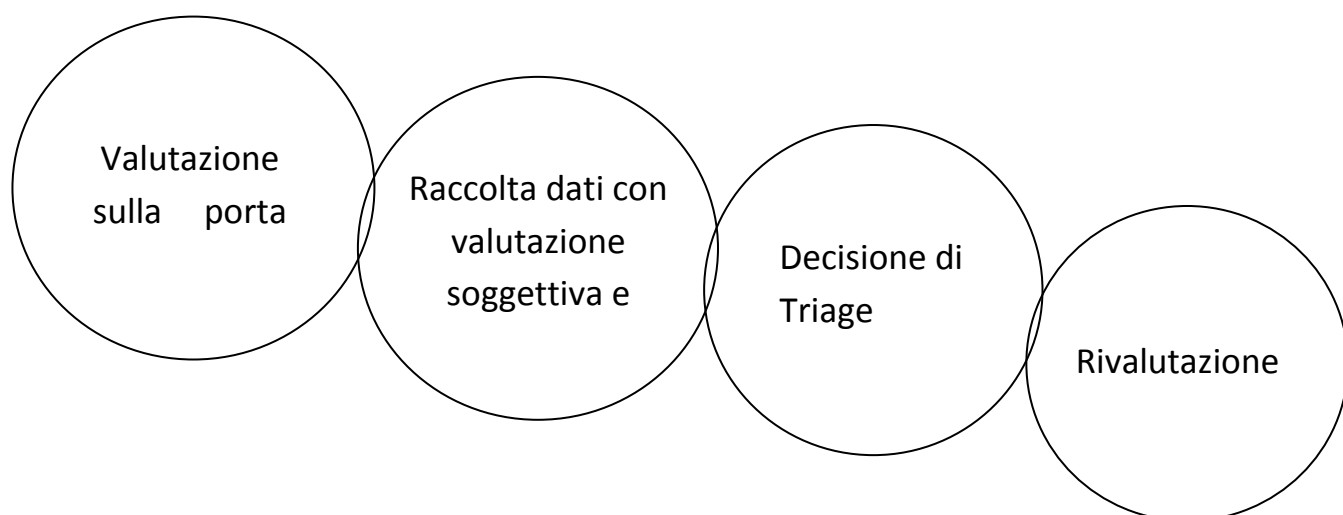 Valutazione
sulla porta
Raccolta dati con
valutazione
soggettiva e
Decisione di
Triage
Rivalutazione